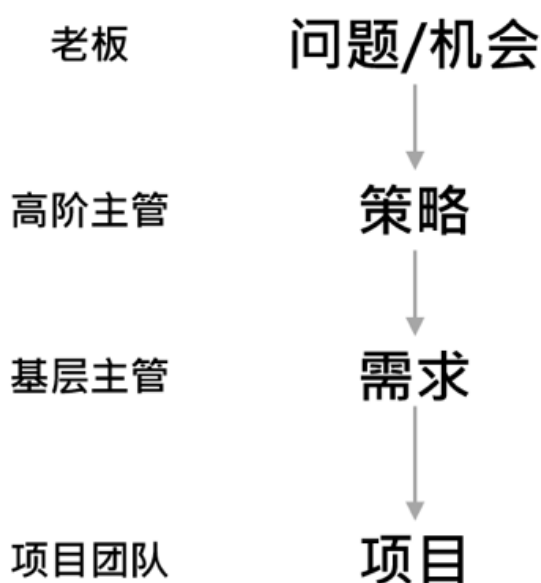 老板 问题/机会
高阶主管 策略
基层主管 需求
项目团队 项目